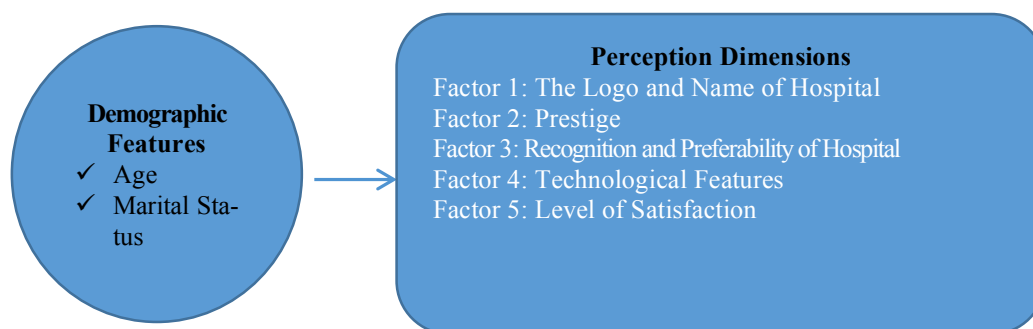 Demographic
Features
✓ Age
✓ Marital Sta-
tus
Perception Dimensions
Factor 1: The Logo and Name of Hospital
Factor 2: Prestige
Factor 3: Recognition and Preferability of Hospital
Factor 4: Technological Features
Factor 5: Level of Satisfaction